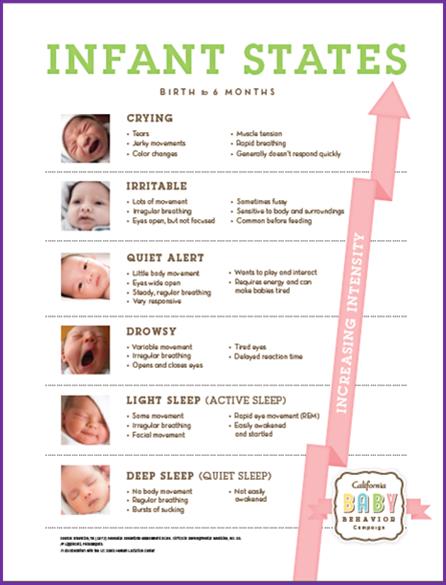 INFANT STATES
BIRTH to 6 MONTHS
CRYING
• Tears
• Jerky movements
• Color changes
• Muscle tension
• Rapid breathing
• Generally doesn't respond quickly
IRRITABLE
• Lots of movement
• Irregular breathing
• Eyes open, but not focused
• Sometimes fussy
• Sensitive to body and surroundings
• Common before feeding
QUIET ALERT
• Little body movement
• Eyes wide open
• Steady, regular breathing
• Very responsive
• Wants to play and interact
• Requires energy and can
make babies tired
DROWSY
• Variable movement
• Irregular breathing
• Opens and closes eyes
• Tired eyes
• Delayed reaction time
LIGHT SLEEP (ACTIVE SLEEP)
• Some movement
• Irregular breathing
• Facial movement
• Rapid eye movement (REM)
• Easily awakened
and startled
DEEP SLEEP (QUIET SLEEP)
• No body movement
• Regular breathing
• Bursts of sucking
• Not easily
awakened
INCREASING INTENSITY
California
BABY
BEHAVIOR
Campaign